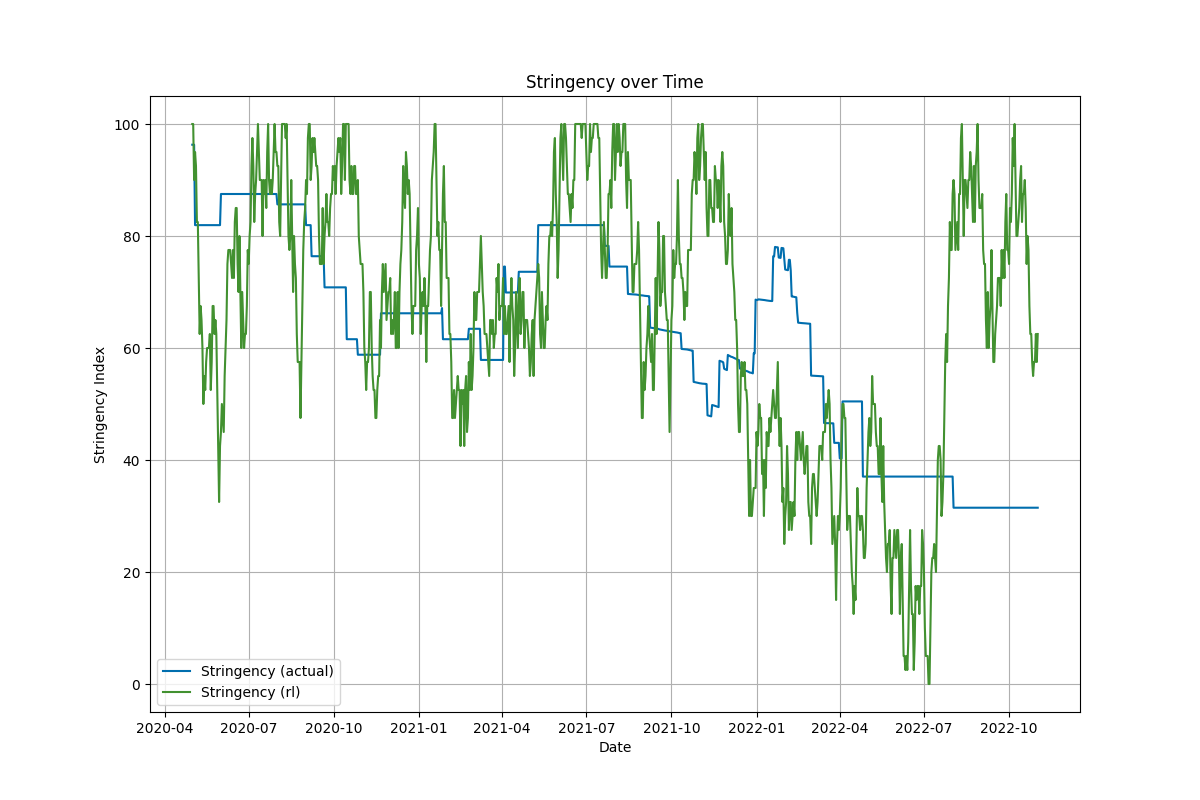 Stringency over Time
Stringency Index
100
80
60
40
20
0
Stringency (actual)
Stringency (rl)
2020-04 2020-07 2020-10 2021-01 2021-04 2021-07 2021-10 2022-01 2022-04 2022-07 2022-10
Date